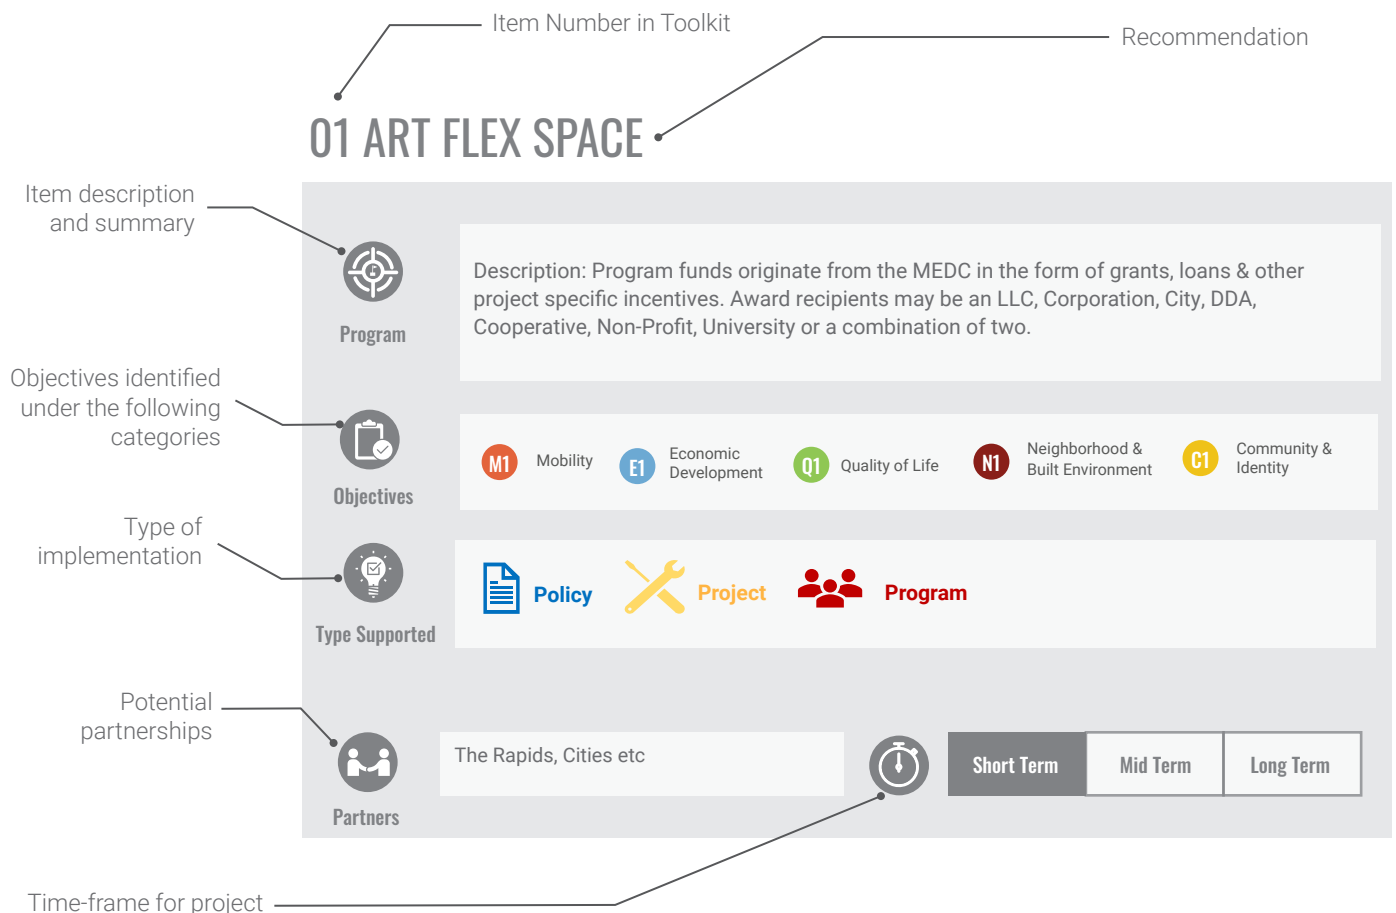 Item Number in Toolkit
Recommendation
01 ART FLEX SPACE
Item description
and summary
Program
Description: Program funds originate from the MEDC in the form of grants, loans & other
project specific incentives. Award recipients may be an LLC, Corporation, City, DDA,
Cooperative, Non-Profit, University or a combination of two.
Objectives identified
under the following
categories
Objectives
M1 Mobility
E1 Economic
Development
Q1 Quality of Life
N1 Neighborhood &
Built Environment
C1 Community &
Identity
Type of
implementation
Type Supported
Policy
Project
Program
Potential
partnerships
Partners
The Rapids, Cities etc
Short Term
Mid Term
Long Term
Time-frame for project